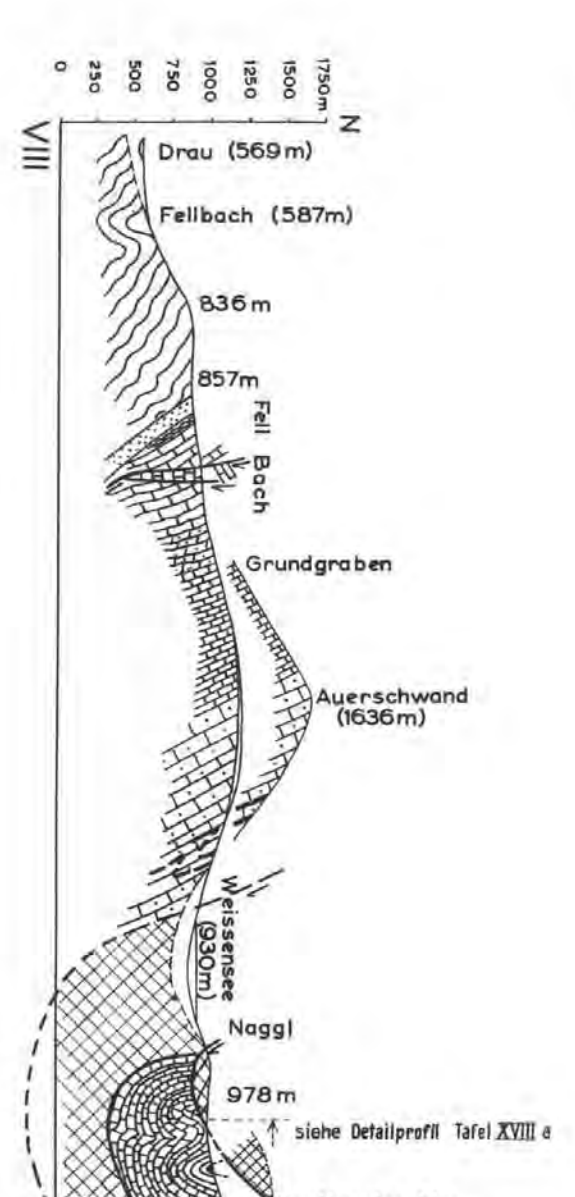 0
250
500
750
1000
1250
1500
1750m
N
VIII
Drau (569m)
Fellbach (587m)
836m
857m
Fell Bach
Grundgraben
Auerschwand
(1636m)
Weissensee
(930m)
Naggl
978m
siehe Detailprofil Tafel XVIII a